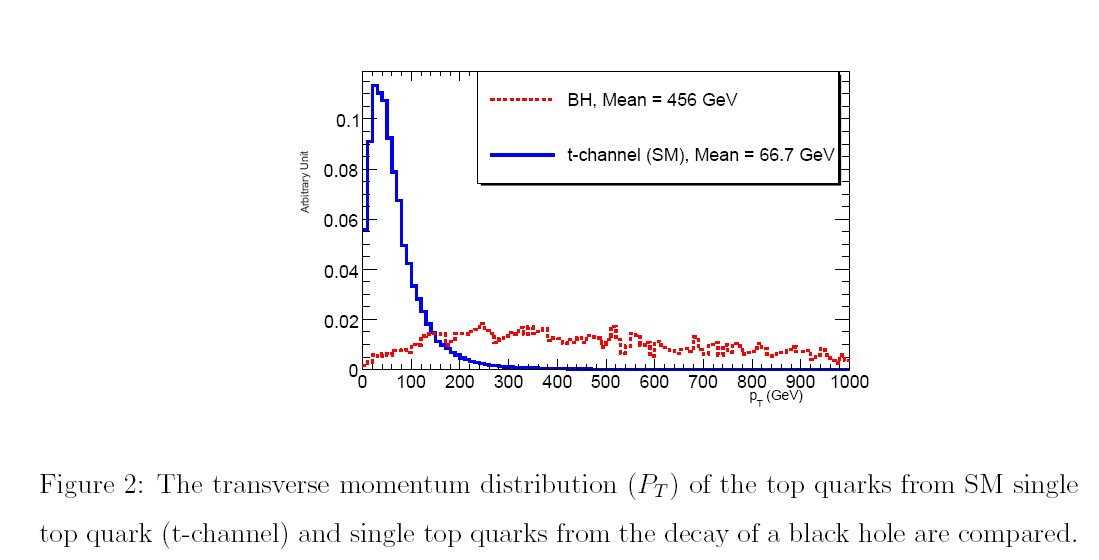 BH, Mean = 456 GeV
t-channel (SM), Mean = 66.7 GeV
Arbitrary Unit
0.1
0.08
0.06
0.04
0.02
0
0 100 200 300 400 500 600 700 800 900 1000
p_T (GeV)
Figure 2: The transverse momentum distribution (P_T) of the top quarks from SM single
top quark (t-channel) and single top quarks from the decay of a black hole are compared.